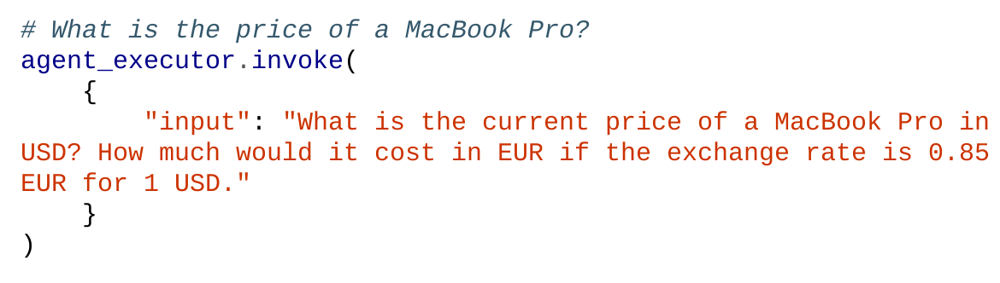 # What is the price of a MacBook Pro?
agent_executor.invoke(
    {
        "input": "What is the current price of a MacBook Pro in
USD? How much would it cost in EUR if the exchange rate is 0.85
EUR for 1 USD."
    }
)